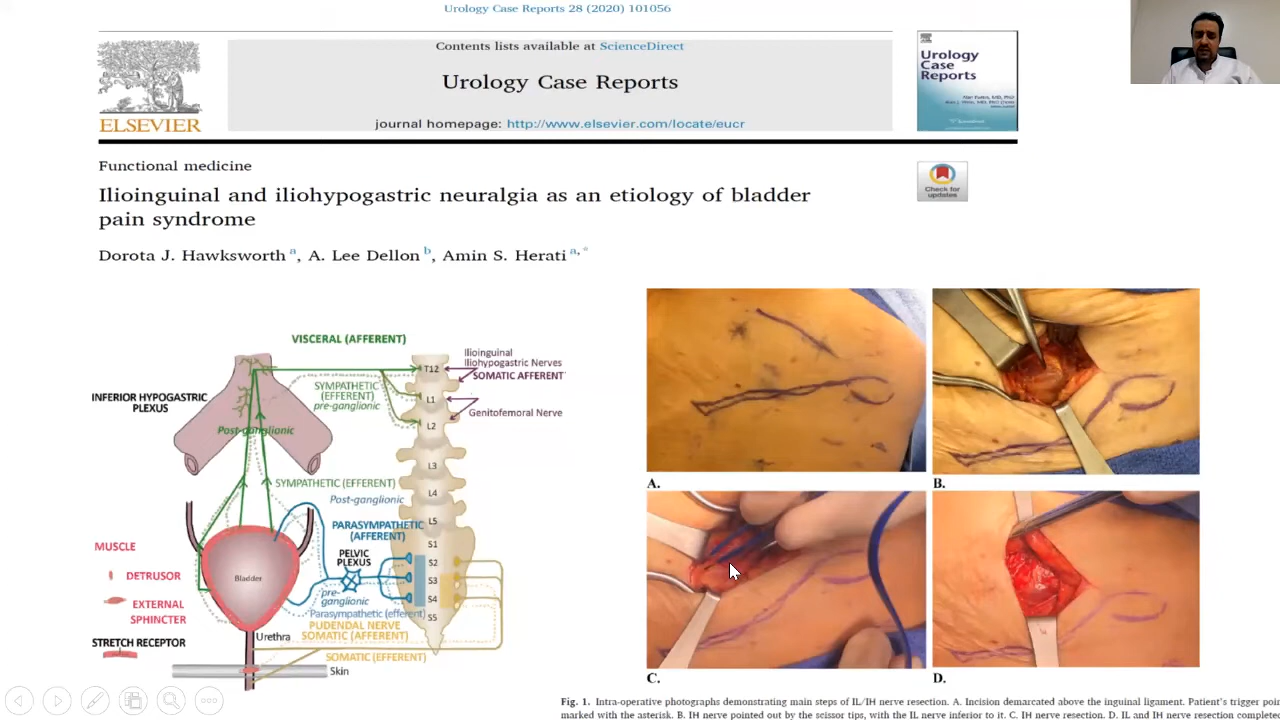 Urology Case Reports 28 (2020) 101056
Contents lists available at ScienceDirect
Urology Case Reports
journal homepage: http://www.elsevier.com/locate/eucr
ELSEVIER
Urology
Case
Reports
Check for
updates
Functional medicine
Ilioinguinal and iliohypogastric neuralgia as an etiology of bladder
pain syndrome
Dorota J. Hawksworth a, A. Lee Dellon b, Amin S. Herati a, *
VISCERAL (AFFERENT)
Ilioinguinal
Iliohypogastric Nerves
SOMATIC AFFERENT
T12
SYMPATHETIC
(EFFERENT)
pre-ganglionic
INFERIOR HYPOGASTRIC
PLEXUS
L1
Genitofemoral Nerve
L2
Post-ganglionic
L3
SYMPATHETIC (EFFERENT)
L4
Post-ganglionic
L5
PARASYMPATHETIC
(AFFERENT)
MUSCLE
S1
PELVIC
PLEXUS
S2
DETRUSOR
Bladder
S3
pre-
ganglionic
S4
EXTERNAL
SPHINCTER
Parasympathetic (efferent)
S5
PUDENDAL NERVE
SOMATIC (AFFERENT)
STRETCH RECEPTOR
Urethra
SOMATIC (EFFERENT)
Skin
A.
B.
C.
D.
Fig. 1. Intra-operative photographs demonstrating main steps of IL/IH nerve resection. A. Incision demarcated above the inguinal ligament. Patient's trigger poi
marked with the asterisk. B. IH nerve pointed out by the scissor tips, with the IL nerve inferior to it. C. IH nerve resection. D. IL and IH nerve resection complete